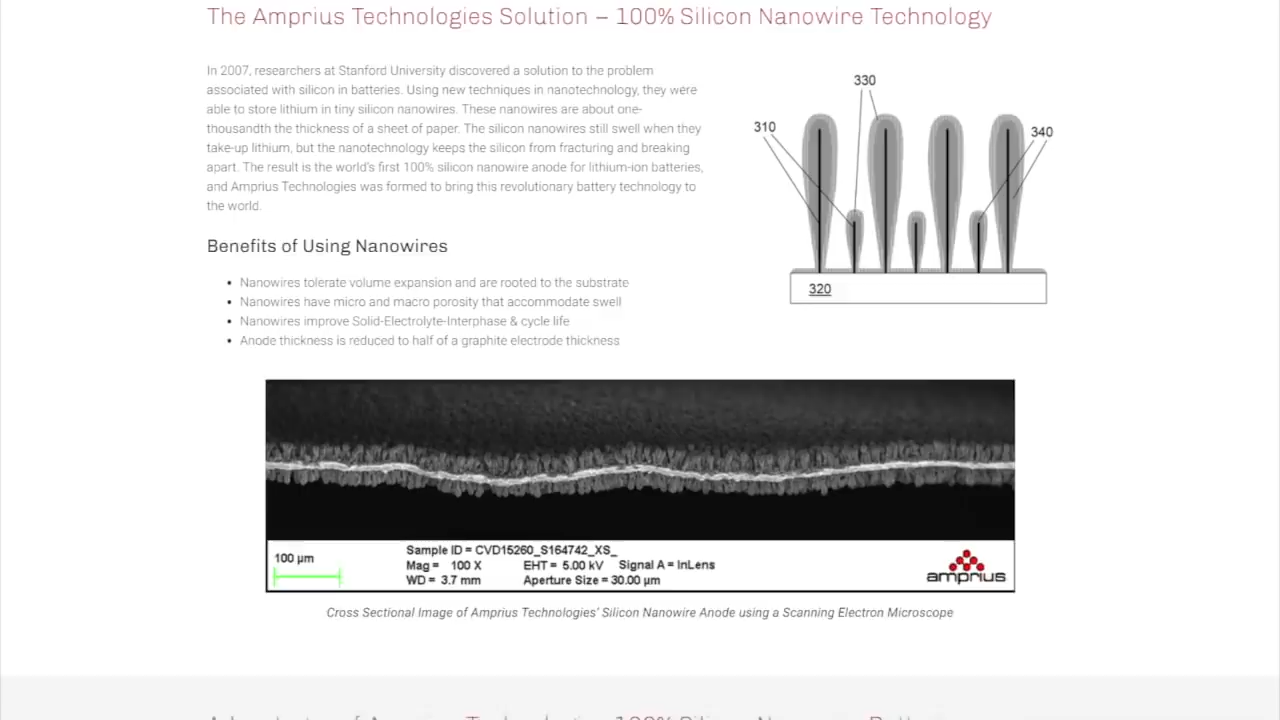 The Amprius Technologies Solution – 100% Silicon Nanowire Technology
In 2007, researchers at Stanford University discovered a solution to the problem
associated with silicon in batteries. Using new techniques in nanotechnology, they were
able to store lithium in tiny silicon nanowires. These nanowires are about one-
thousandth the thickness of a sheet of paper. The silicon nanowires still swell when they
take-up lithium, but the nanotechnology keeps the silicon from fracturing and breaking
apart. The result is the world's first 100% silicon nanowire anode for lithium-ion batteries,
and Amprius Technologies was formed to bring this revolutionary battery technology to
the world.
Benefits of Using Nanowires
• Nanowires tolerate volume expansion and are rooted to the substrate
• Nanowires have micro and macro porosity that accommodate swell
• Nanowires improve Solid-Electrolyte-Interphase & cycle life
• Anode thickness is reduced to half of a graphite electrode thickness
330
310
340
320
100 µm
Sample ID = CVD15260_S164742_XS_
Mag = 100 X EHT = 5.00 kV Signal A = InLens
WD = 3.7 mm Aperture Size = 30.00 µm
amprius
Cross Sectional Image of Amprius Technologies' Silicon Nanowire Anode using a Scanning Electron Microscope